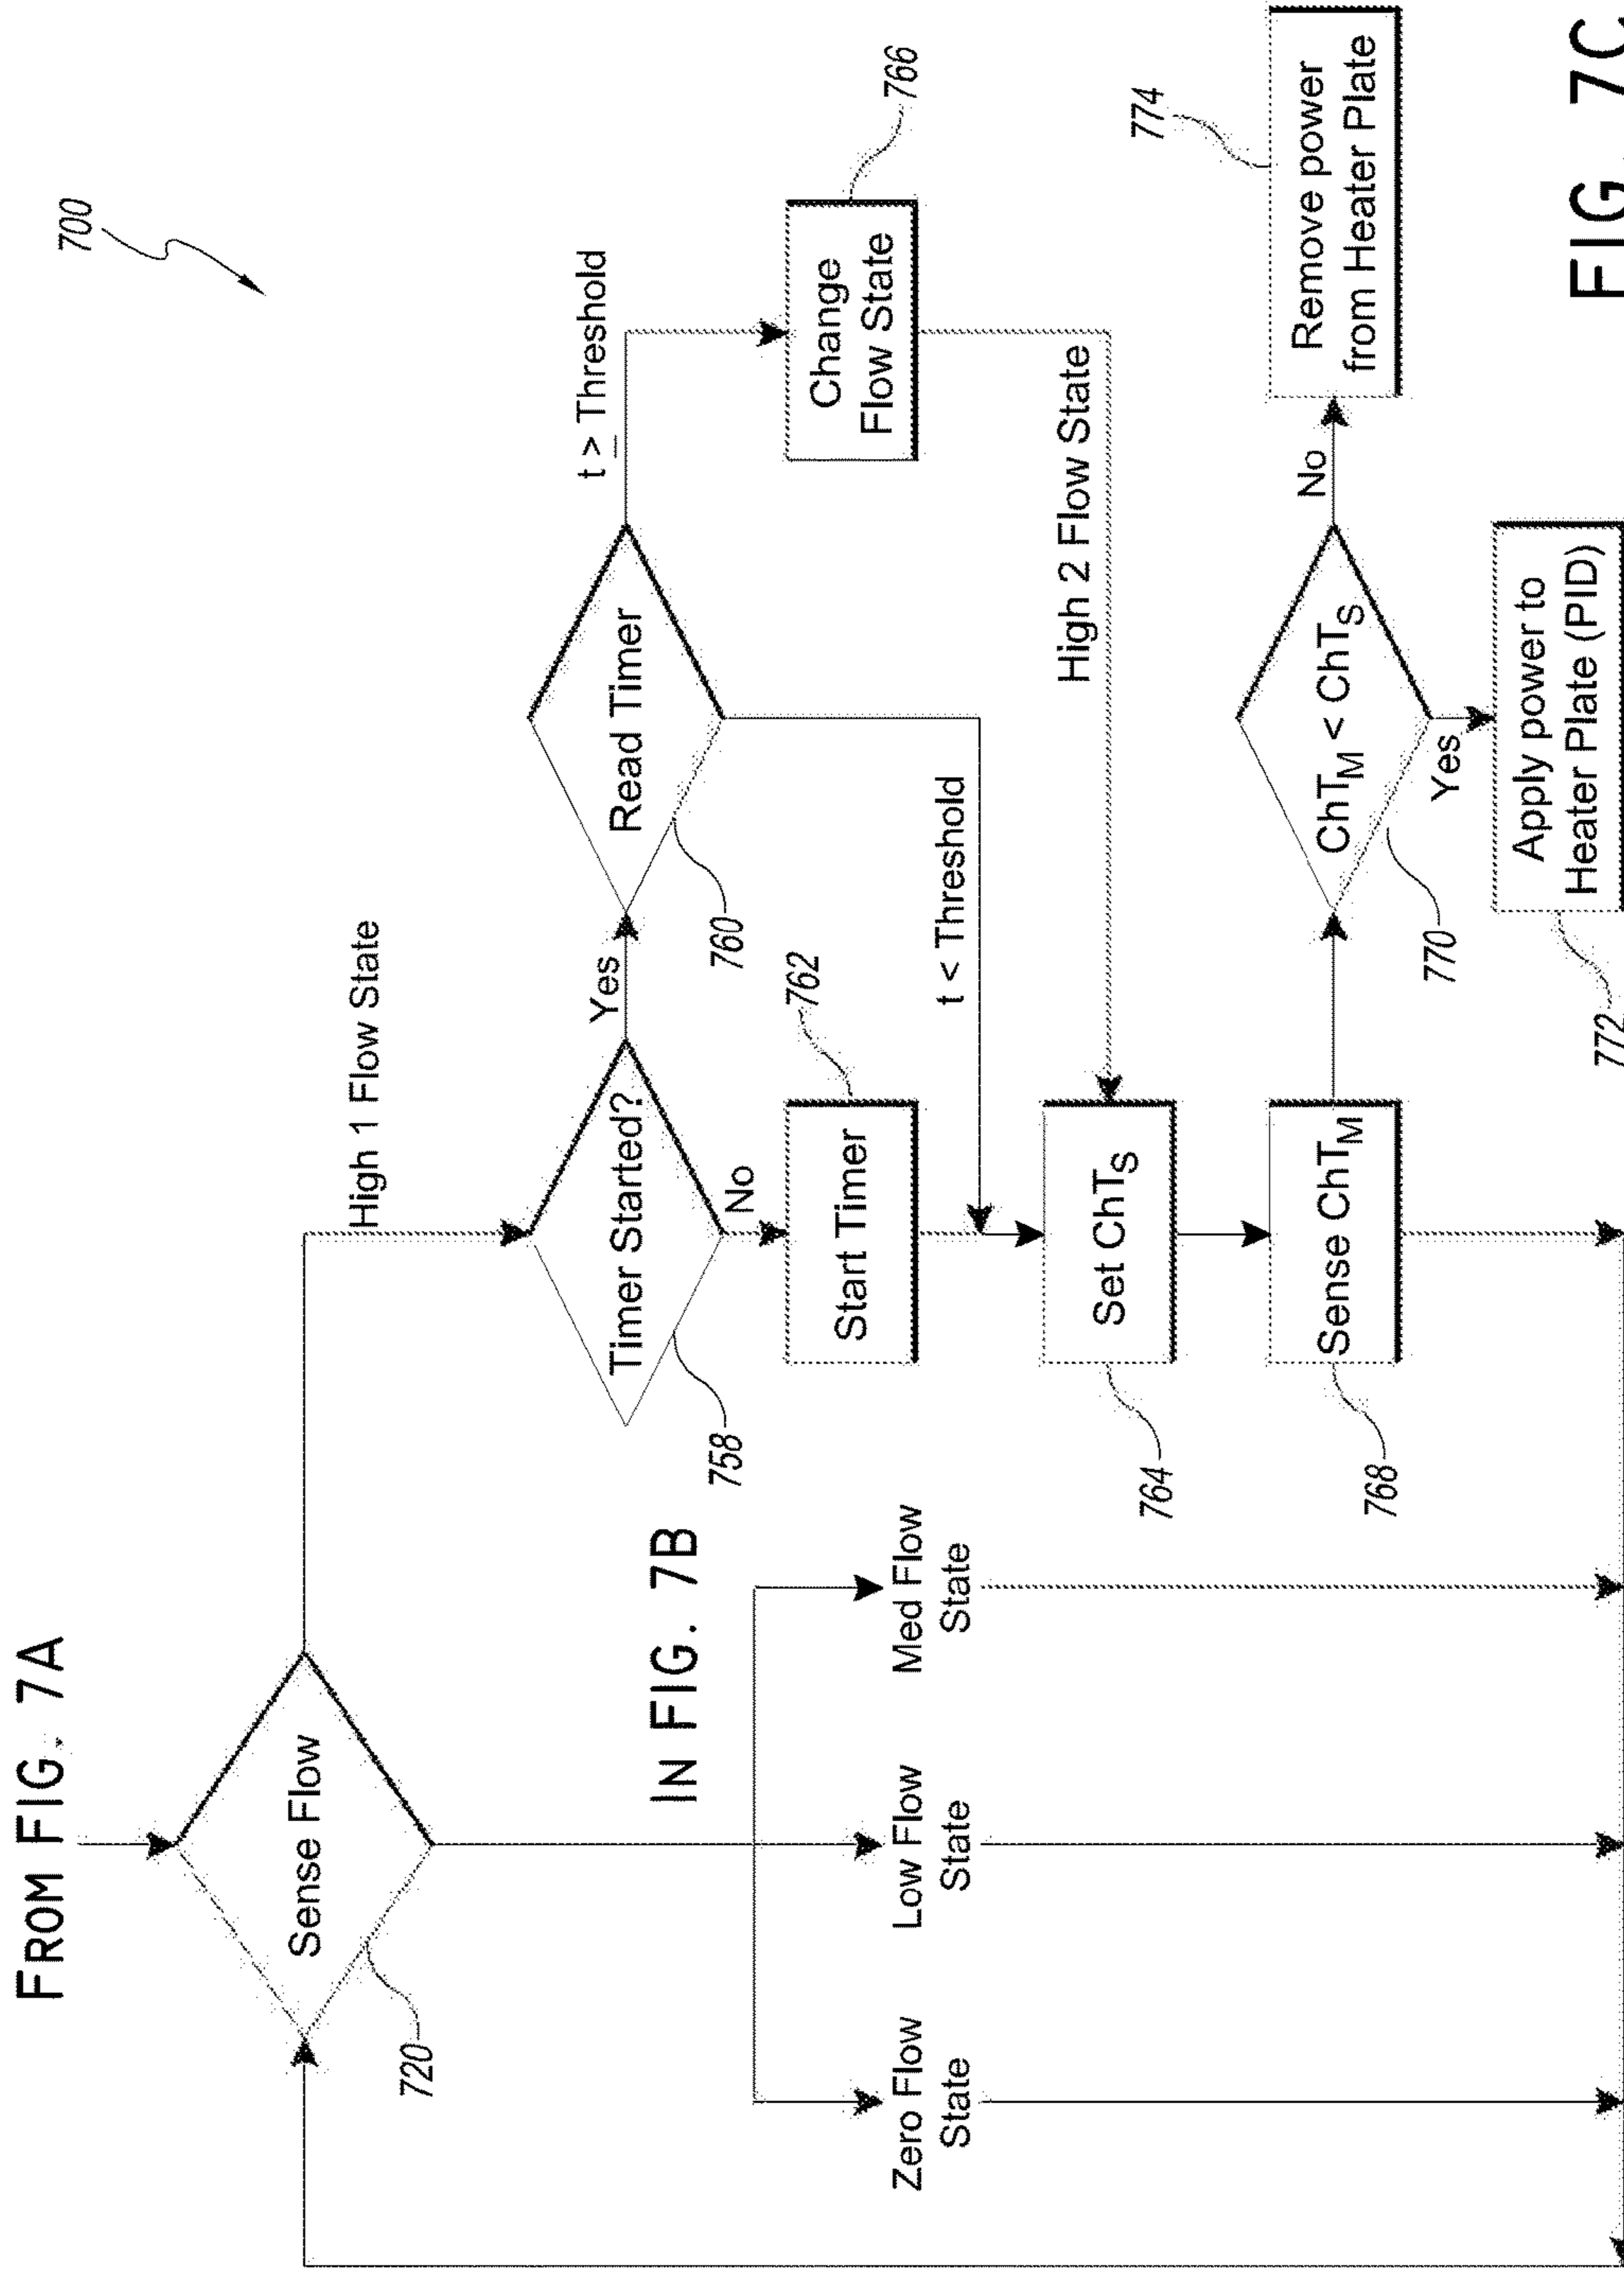 FROM FIG. 7A
700
Sense Flow
720
High 1 Flow State
Timer Started?
758
Yes
No
Read Timer
760
t ≥ Threshold
t < Threshold
Start Timer
762
Change
Flow State
766
High 2 Flow State
IN FIG. 7B
Zero Flow
State
Low Flow
State
Med Flow
State
Set ChTS
764
Sense ChTM
768
ChTM < ChTS
770
No
Yes
Remove power
from Heater Plate
774
Apply power to
Heater Plate (PID)
772
FIG. 7C